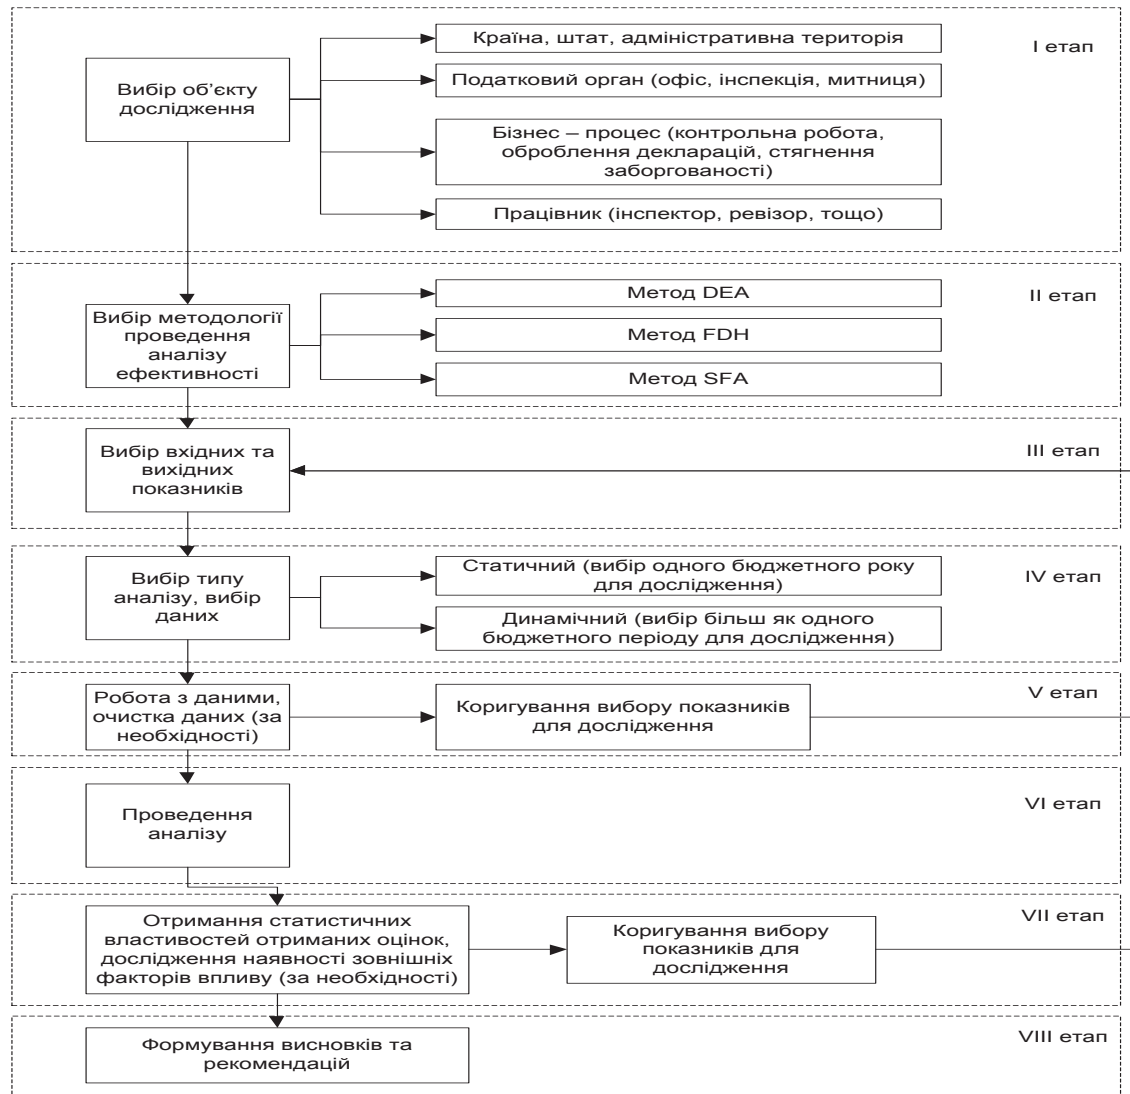 Країна, штат, адміністративна територія
І етап
Вибір об'єкту
дослідження
Податковий орган (офіс, інспекція, митниця)
Бізнес – процес (контрольна робота,
оброблення декларацій, стягнення
заборгованості)
Працівник (інспектор, ревізор, тощо)
ІІ етап
Вибір методології
проведення
аналізу
ефективності
Метод DEA
Метод FDH
Метод SFA
ІІІ етап
Вибір вхідних та
вихідних
показників
IV етап
Вибір типу
аналізу, вибір
даних
Статичний (вибір одного бюджетного року
для дослідження)
Динамічний (вибір більш як одного
бюджетного періоду для дослідження)
V етап
Робота з даними,
очистка даних (за
необхідності)
Коригування вибору показників
для дослідження
VI етап
Проведення
аналізу
VII етап
Отримання статистичних
властивостей отриманих оцінок,
дослідження наявності зовнішніх
факторів впливу (за необхідності)
Коригування вибору
показників для
дослідження
VIII етап
Формування висновків та
рекомендацій